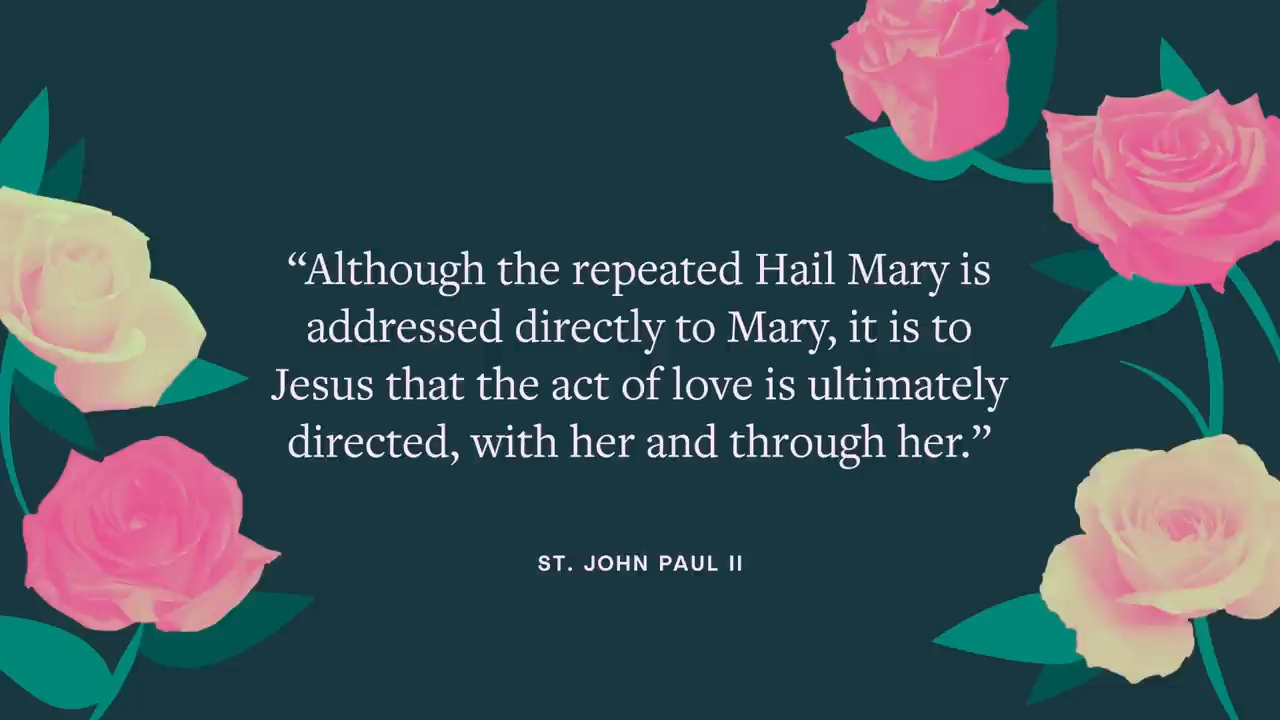 “Although the repeated Hail Mary is
addressed directly to Mary, it is to
Jesus that the act of love is ultimately
directed, with her and through her.”
ST. JOHN PAUL II